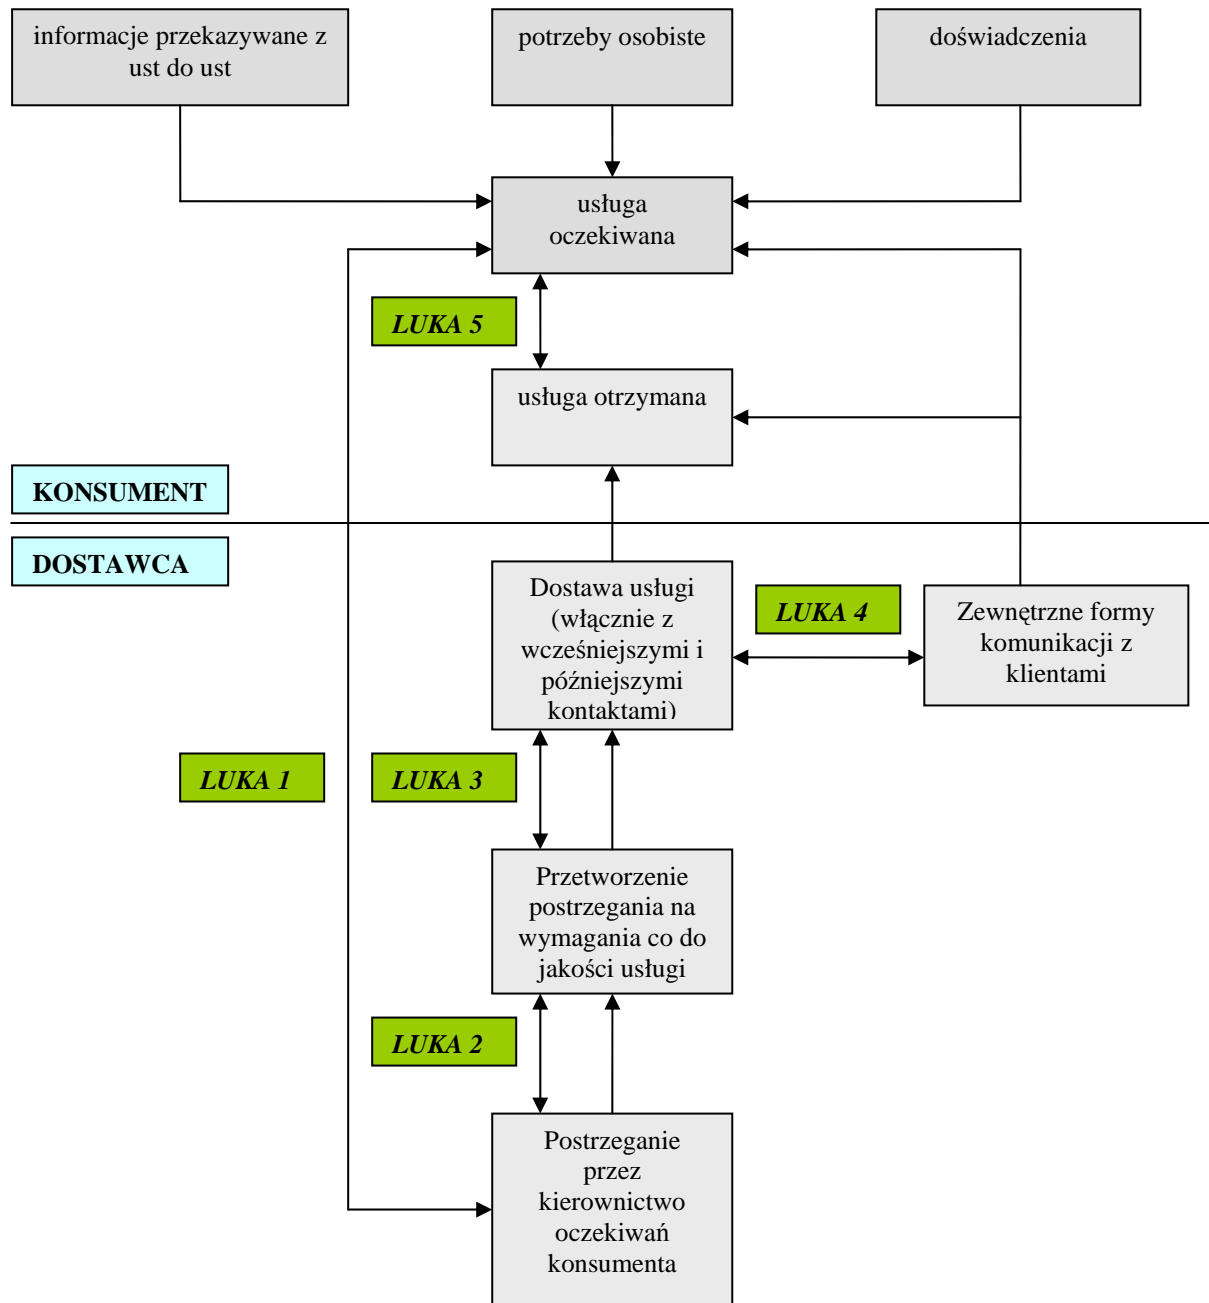 informacje przekazywane z
ust do ust
potrzeby osobiste
doświadczenia
usługa
oczekiwana
LUKA 5
usługa otrzymana
KONSUMENT
DOSTAWCA
Dostawa usługi
(włącznie z
wcześniejszymi i
późniejszymi
kontaktami)
LUKA 4
Zewnętrzne formy
komunikacji z
klientami
LUKA 1
LUKA 3
Przetworzenie
postrzegania na
wymagania co do
jakości usługi
LUKA 2
Postrzeganie
przez
kierownictwo
oczekiwań
konsumenta